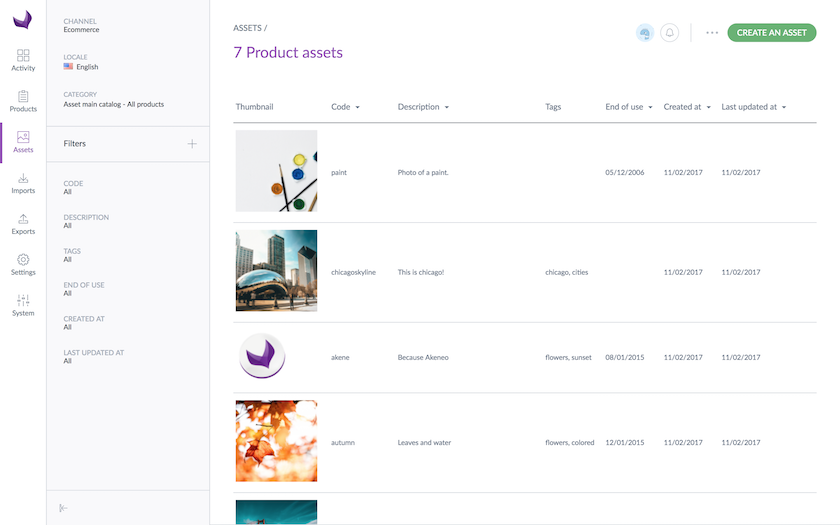 Activity
Products
Assets
Imports
Exports
Settings
System
CHANNEL
Ecommerce
LOCALE
English
CATEGORY
Asset main catalog - All products
Filters
CODE
All
DESCRIPTION
All
TAGS
All
END OF USE
All
CREATED AT
All
LAST UPDATED AT
All
ASSETS /
CREATE AN ASSET
7 Product assets
Thumbnail Code Description Tags End of use Created at Last updated at
paint Photo of a paint. 05/12/2006 11/02/2017 11/02/2017
chicagoskyline This is chicago! chicago, cities 11/02/2017 11/02/2017
akene Because Akeneo flowers, sunset 08/01/2015 11/02/2017 11/02/2017
autumn Leaves and water flowers, colored 12/01/2015 11/02/2017 11/02/2017